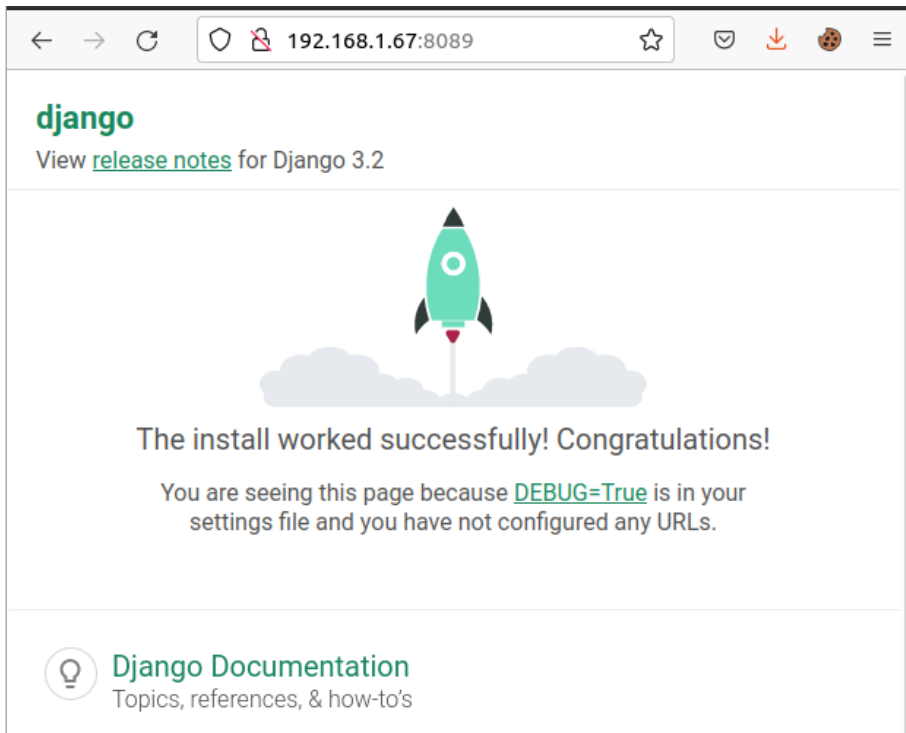 192.168.1.67:8089
django
View release notes for Django 3.2
The install worked successfully! Congratulations!
You are seeing this page because DEBUG=True is in your
settings file and you have not configured any URLs.
Django Documentation
Topics, references, & how-to's